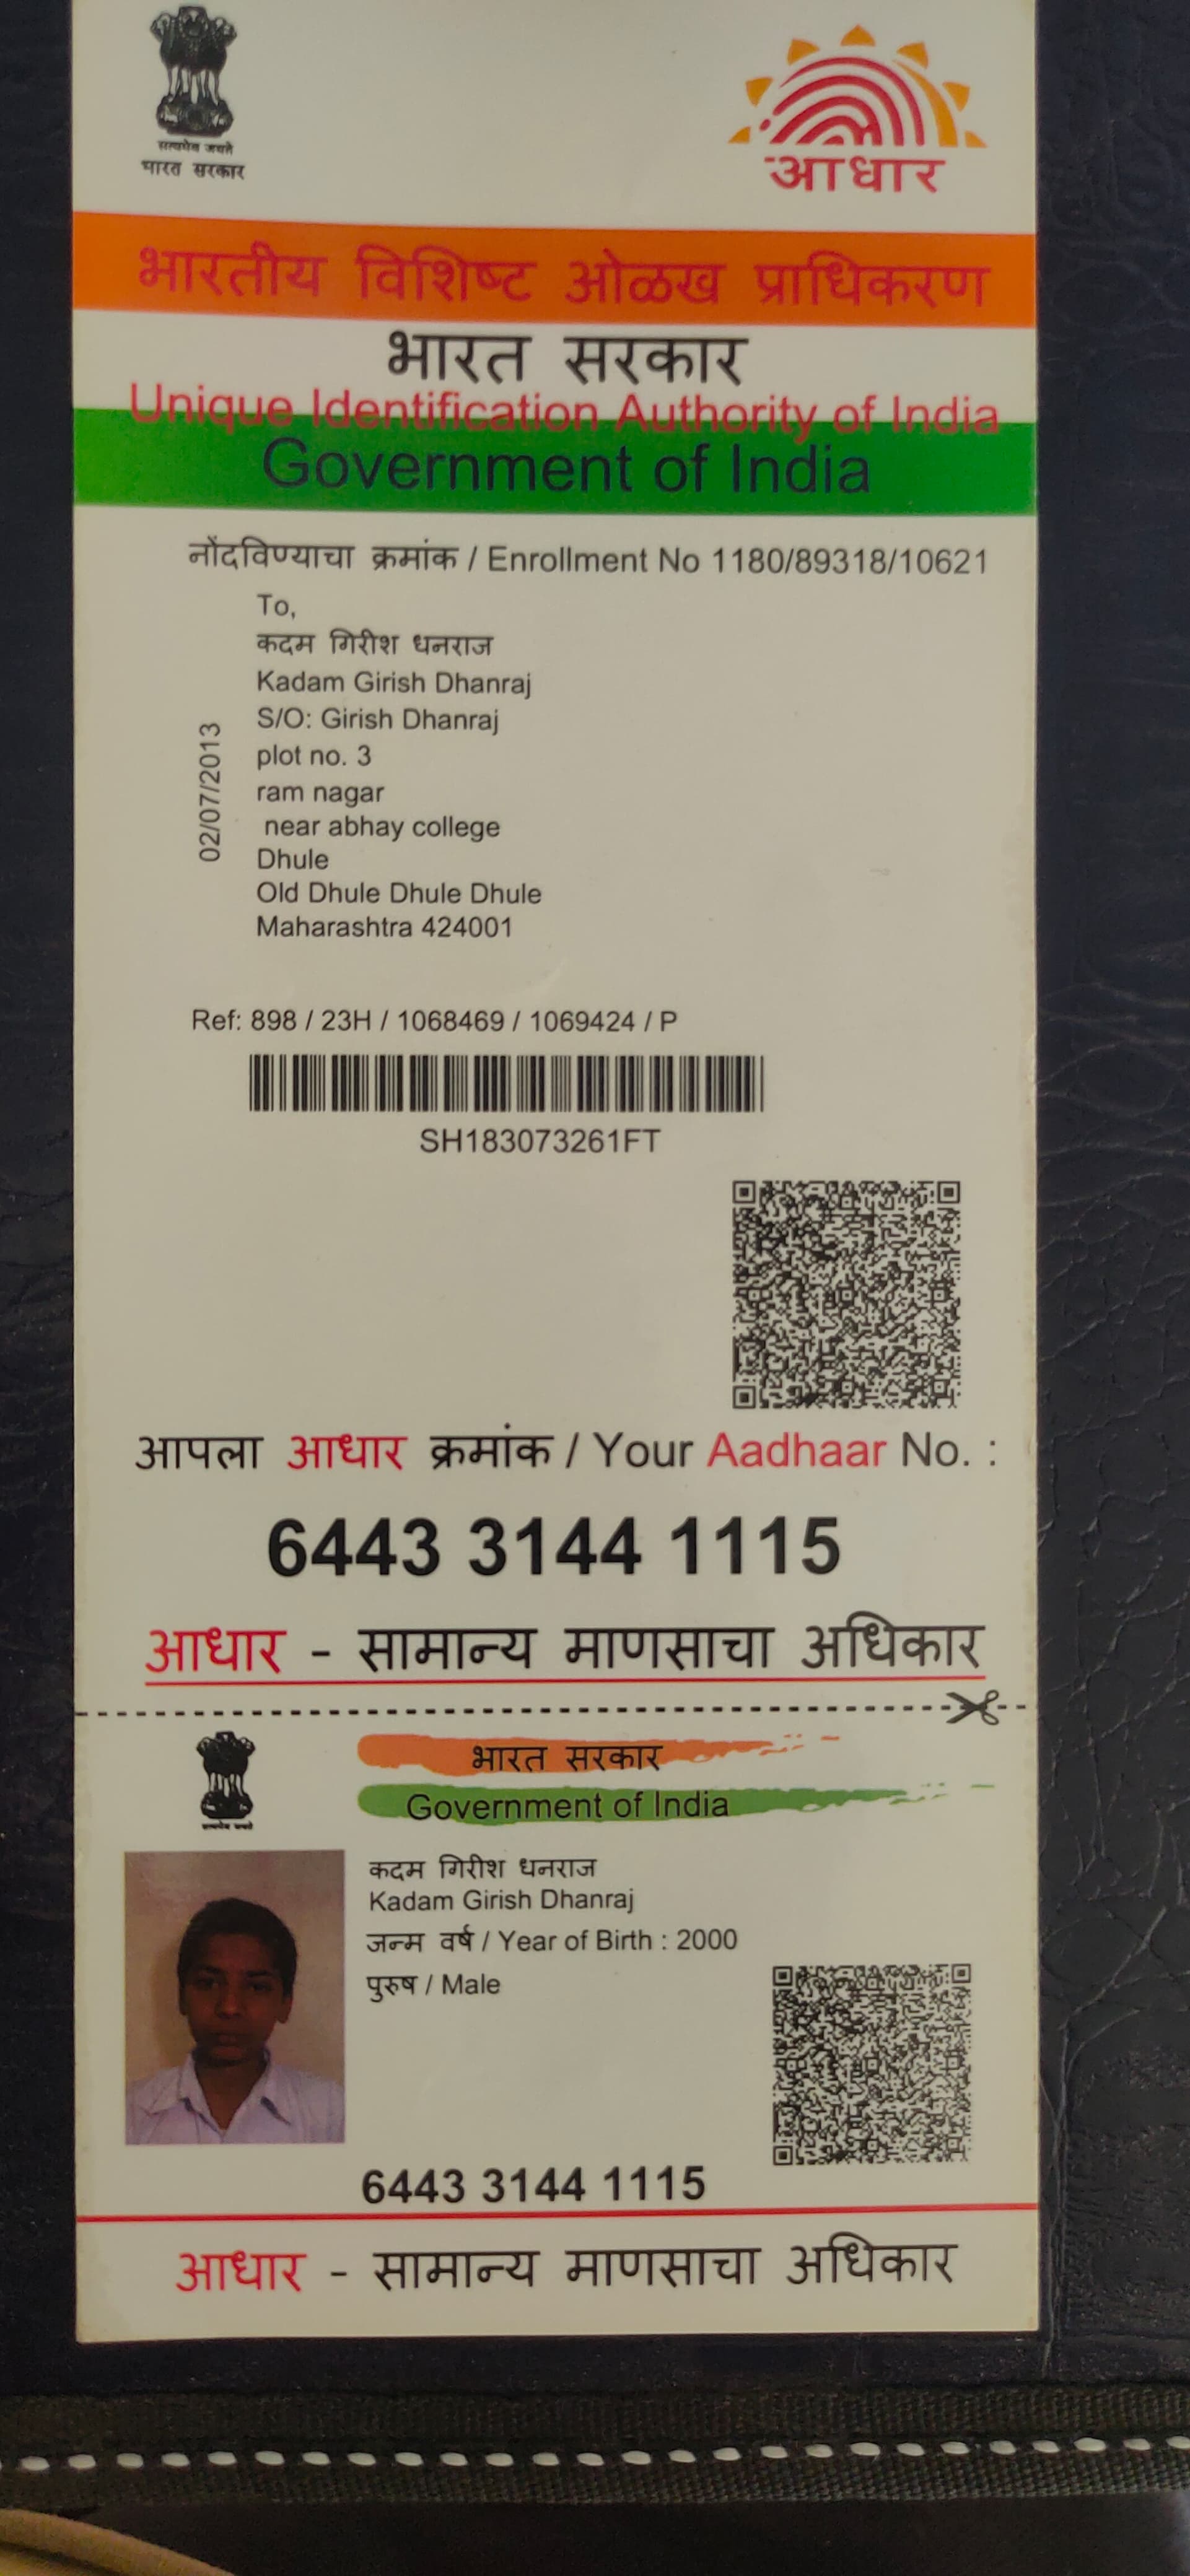 सत्यमेव जयते
भारत सरकार
आधार
भारतीय विशिष्ट ओळख प्राधिकरण
भारत सरकार
Unique Identification Authority of India
Government of India
नोंदविण्याचा क्रमांक / Enrollment No 1180/89318/10621
To,
कदम गिरीश धनराज
Kadam Girish Dhanraj
S/O: Girish Dhanraj
plot no. 3
ram nagar
near abhay college
Dhule
Old Dhule Dhule Dhule
Maharashtra 424001
02/07/2013
Ref: 898 / 23H / 1068469 / 1069424 / P
SH183073261FT
आपला आधार क्रमांक / Your Aadhaar No. :
6443 3144 1115
आधार - सामान्य माणसाचा अधिकार
सत्यमेव जयते
भारत सरकार
Government of India
कदम गिरीश धनराज
Kadam Girish Dhanraj
जन्म वर्ष / Year of Birth : 2000
पुरुष / Male
6443 3144 1115
आधार - सामान्य माणसाचा अधिकार